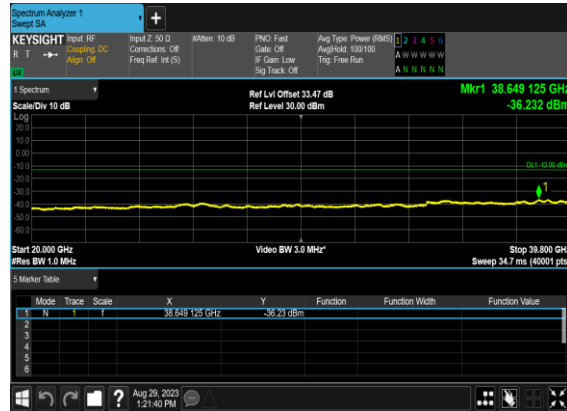 Spectrum Analyzer 1
Swept SA
+
KEYSIGHT Input: RF Input Z: 50 Ω #Atten: 10 dB PNO: Fast Avg Type: Power (RMS) 1 2 3 4 5 6
R T Coupling: DC Corrections: Off Gate: Off Avg|Hold: 100/100 A W W W W W
Align: Off Freq Ref: Int (S) IF Gain: Low Trig: Free Run
Sig Track: Off A N N N N N
1 Spectrum
Ref Lvl Offset 33.47 dB Mkr1 38.649 125 GHz
Scale/Div 10 dB Ref Level 30.00 dBm -36.232 dBm
Log
20.0
10.0
0.00
-10.0
DL1 -13.00 dBm
-20.0
-30.0
1
-40.0
-50.0
-60.0
Start 20.000 GHz Video BW 3.0 MHz* Stop 39.800 GHz
#Res BW 1.0 MHz Sweep 34.7 ms (40001 pts)
5 Marker Table
Mode Trace Scale X Y Function Function Width Function Value
1 N 1 f 38.649 125 GHz -36.23 dBm
2
3
4
5
6
? Aug 29, 2023
1:21:40 PM